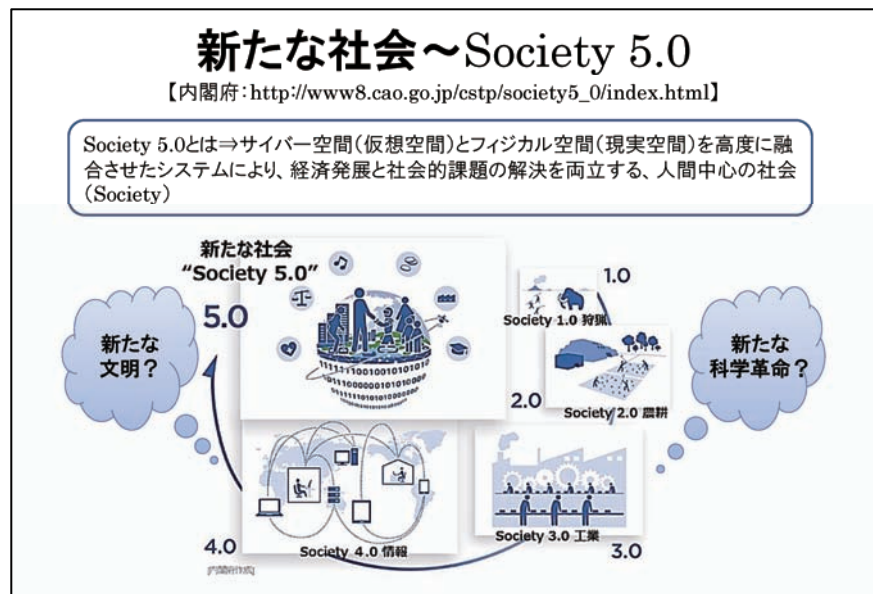 新たな社会～Society 5.0
【内閣府：http://www8.cao.go.jp/cstp/society5_0/index.html】
Society 5.0とは⇒サイバー空間（仮想空間）とフィジカル空間（現実空間）を高度に融
合させたシステムにより、経済発展と社会的課題の解決を両立する、人間中心の社会
（Society）
新たな社会
“Society 5.0”
5.0
1.0
Society 1.0 狩猟
新たな
文明？
新たな
科学革命？
2.0
Society 2.0 農耕
4.0
Society 4.0 情報
Society 3.0 工業
3.0
[内閣府作成]